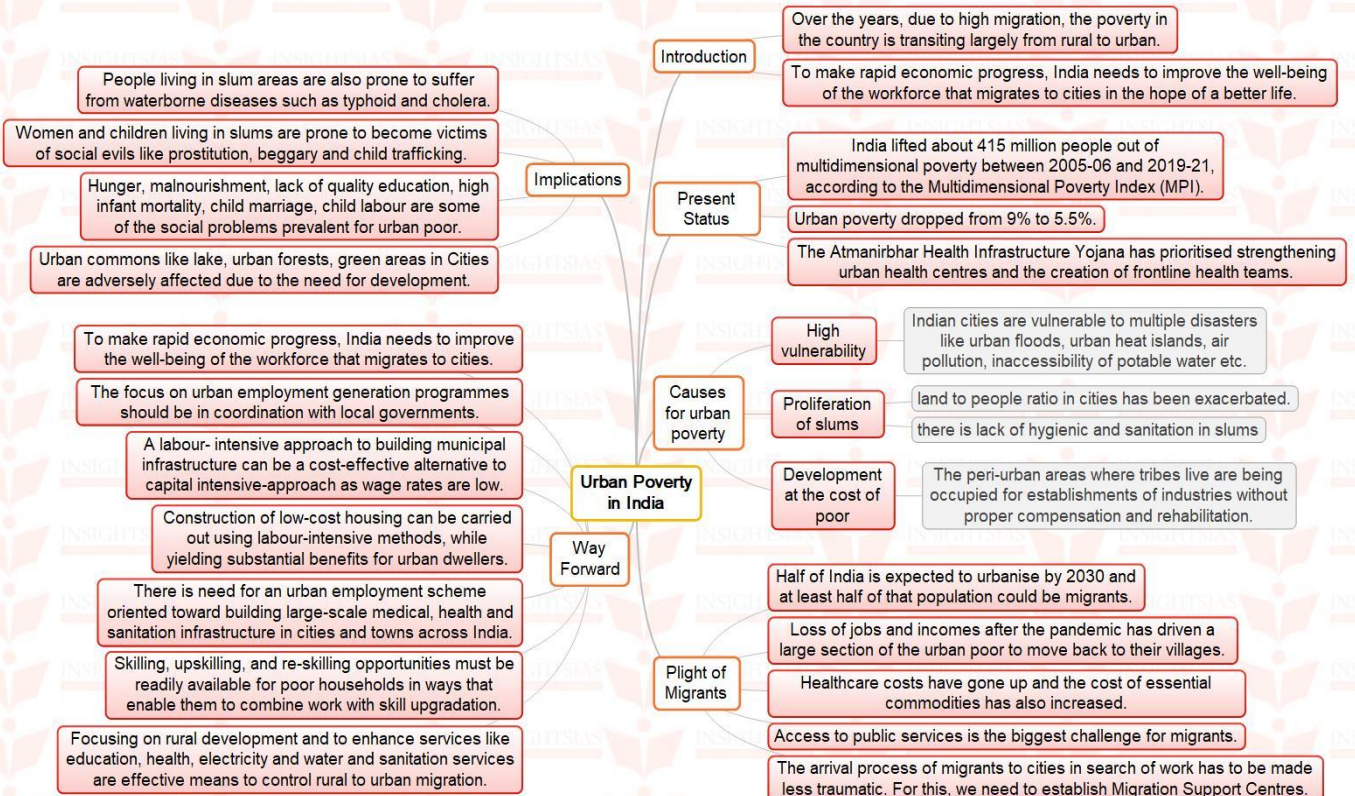 Urban Poverty
in India
Introduction
Over the years, due to high migration, the poverty in
the country is transiting largely from rural to urban.
To make rapid economic progress, India needs to improve the well-being
of the workforce that migrates to cities in the hope of a better life.
Present
Status
India lifted about 415 million people out of
multidimensional poverty between 2005-06 and 2019-21,
according to the Multidimensional Poverty Index (MPI).
Urban poverty dropped from 9% to 5.5%.
The Atmanirbhar Health Infrastructure Yojana has prioritised strengthening
urban health centres and the creation of frontline health teams.
Causes
for urban
poverty
High
vulnerability
Indian cities are vulnerable to multiple disasters
like urban floods, urban heat islands, air
pollution, inaccessibility of potable water etc.
Proliferation
of slums
land to people ratio in cities has been exacerbated.
there is lack of hygienic and sanitation in slums
Development
at the cost of
poor
The peri-urban areas where tribes live are being
occupied for establishments of industries without
proper compensation and rehabilitation.
Plight of
Migrants
Half of India is expected to urbanise by 2030 and
at least half of that population could be migrants.
Loss of jobs and incomes after the pandemic has driven a
large section of the urban poor to move back to their villages.
Healthcare costs have gone up and the cost of essential
commodities has also increased.
Access to public services is the biggest challenge for migrants.
The arrival process of migrants to cities in search of work has to be made
less traumatic. For this, we need to establish Migration Support Centres.
Implications
People living in slum areas are also prone to suffer
from waterborne diseases such as typhoid and cholera.
Women and children living in slums are prone to become victims
of social evils like prostitution, beggary and child trafficking.
Hunger, malnourishment, lack of quality education, high
infant mortality, child marriage, child labour are some
of the social problems prevalent for urban poor.
Urban commons like lake, urban forests, green areas in Cities
are adversely affected due to the need for development.
Way
Forward
To make rapid economic progress, India needs to improve
the well-being of the workforce that migrates to cities.
The focus on urban employment generation programmes
should be in coordination with local governments.
A labour- intensive approach to building municipal
infrastructure can be a cost-effective alternative to
capital intensive-approach as wage rates are low.
Construction of low-cost housing can be carried
out using labour-intensive methods, while
yielding substantial benefits for urban dwellers.
There is need for an urban employment scheme
oriented toward building large-scale medical, health and
sanitation infrastructure in cities and towns across India.
Skilling, upskilling, and re-skilling opportunities must be
readily available for poor households in ways that
enable them to combine work with skill upgradation.
Focusing on rural development and to enhance services like
education, health, electricity and water and sanitation services
are effective means to control rural to urban migration.
INSIGHTSIAS